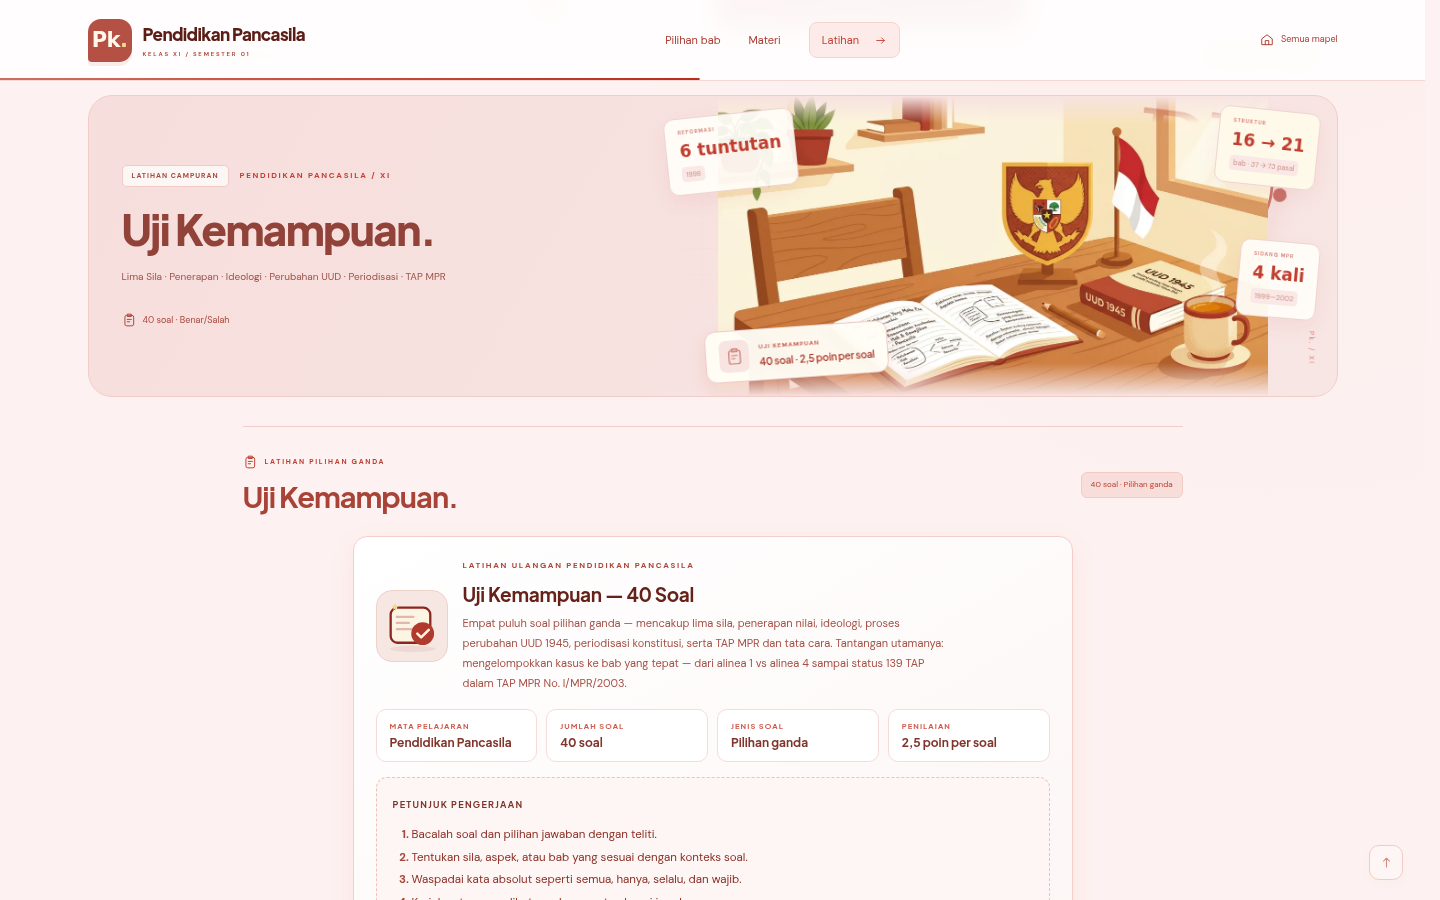 Pk.
Pendidikan Pancasila
KELAS XI / SEMESTER 01
Pilihan bab
Materi
Latihan →
Semua mapel
LATIHAN CAMPURAN
PENDIDIKAN PANCASILA / XI
Uji Kemampuan.
Lima Sila · Penerapan · Ideologi · Perubahan UUD · Periodisasi · TAP MPR
40 soal · Benar/Salah
REFORMASI
6 tuntutan
1998
STRUKTUR
16 → 21
bab · 37 → 73 pasal
SIDANG MPR
4 kali
1999–2002
UUD 1945
UUD 1945
UJI KEMAMPUAN
40 soal · 2,5 poin per soal
Pk. / XI
LATIHAN PILIHAN GANDA
Uji Kemampuan.
40 soal · Pilihan ganda
LATIHAN ULANGAN PENDIDIKAN PANCASILA
Uji Kemampuan — 40 Soal
Empat puluh soal pilihan ganda — mencakup lima sila, penerapan nilai, ideologi, proses
perubahan UUD 1945, periodisasi konstitusi, serta TAP MPR dan tata cara. Tantangan utamanya:
mengelompokkan kasus ke bab yang tepat — dari alinea 1 vs alinea 4 sampai status 139 TAP
dalam TAP MPR No. I/MPR/2003.
MATA PELAJARAN
Pendidikan Pancasila
JUMLAH SOAL
40 soal
JENIS SOAL
Pilihan ganda
PENILAIAN
2,5 poin per soal
PETUNJUK PENGERJAAN
1. Bacalah soal dan pilihan jawaban dengan teliti.
2. Tentukan sila, aspek, atau bab yang sesuai dengan konteks soal.
3. Waspadai kata absolut seperti semua, hanya, selalu, dan wajib.